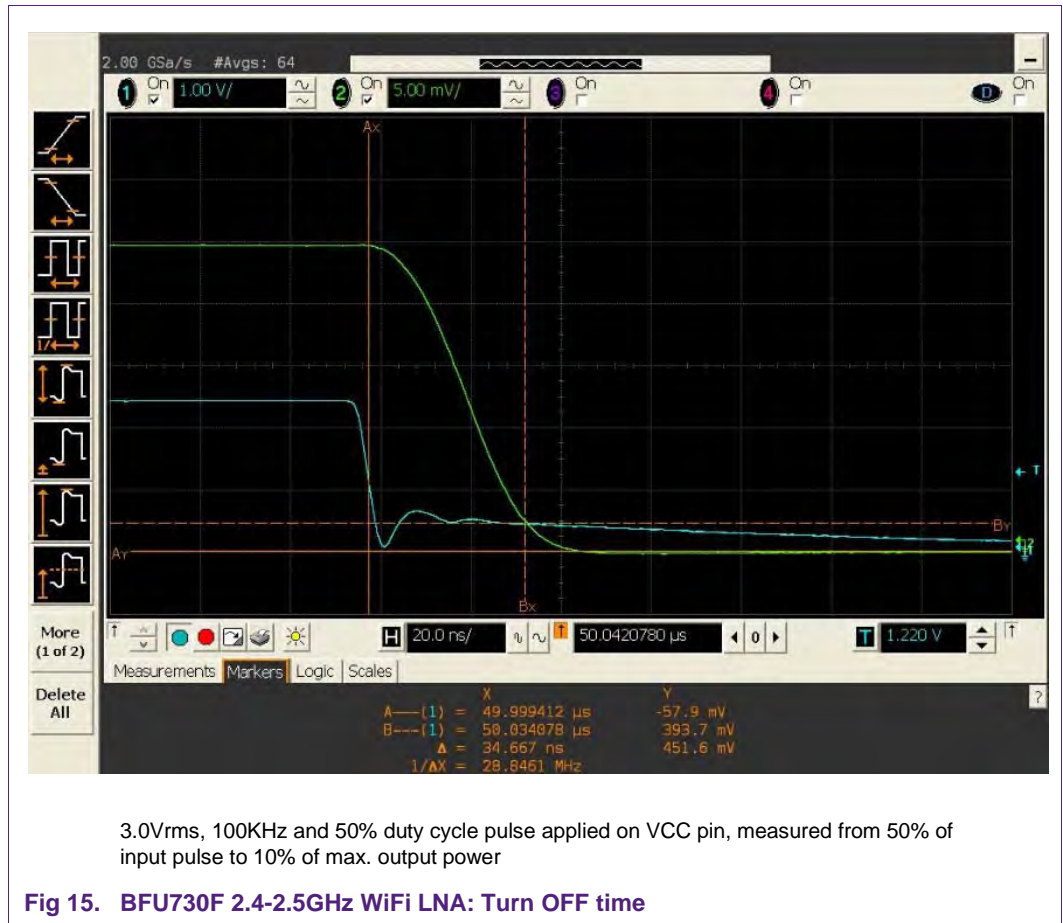 2.00 GSa/s #Avgs: 64
1 On 1.00 V/ 2 On 5.00 mV/ 3 On 4 On D On
Ax
T
By
Ay
Bx
More
(1 of 2)
Delete
All
H 20.0 ns/ 50.0420780 µs 0 T 1.220 V
Measurements Markers Logic Scales
?
X Y
A——(1) = 49.999412 µs -57.9 mV
B---(1) = 50.034078 µs 393.7 mV
Δ = 34.667 ns 451.6 mV
1/ΔX = 28.8461 MHz
3.0Vrms, 100KHz and 50% duty cycle pulse applied on VCC pin, measured from 50% of
input pulse to 10% of max. output power
Fig 15. BFU730F 2.4-2.5GHz WiFi LNA: Turn OFF time